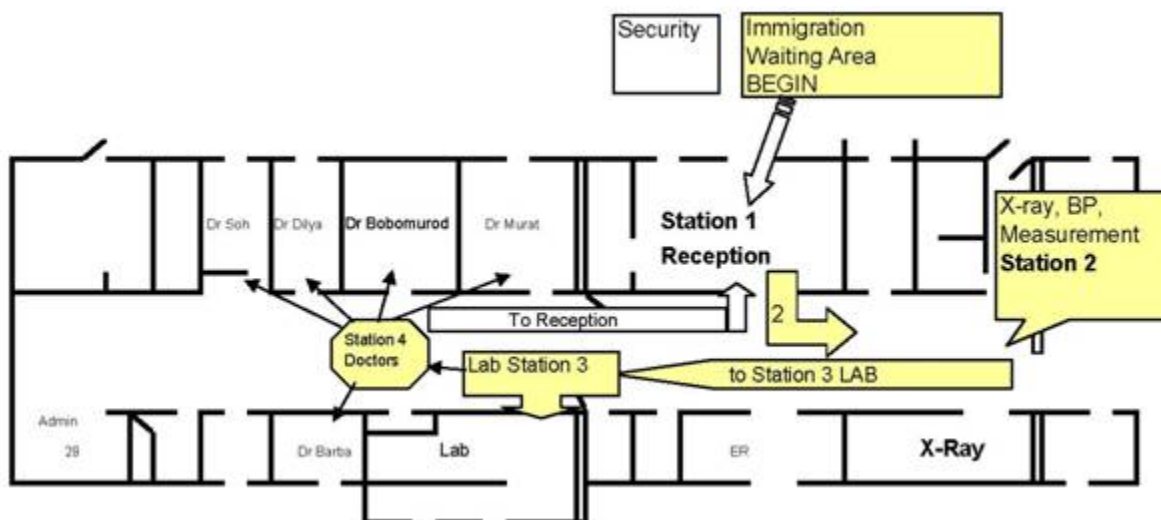 Security
Immigration
Waiting Area
BEGIN
Dr Soh
Dr Dilya
Dr Bobomurod
Dr Murat
Station 1
Reception
X-ray, BP,
Measurement
Station 2
2
To Reception
Station 4
Doctors
Lab Station 3
to Station 3 LAB
Admin
28
Dr Barba
Lab
ER
X-Ray